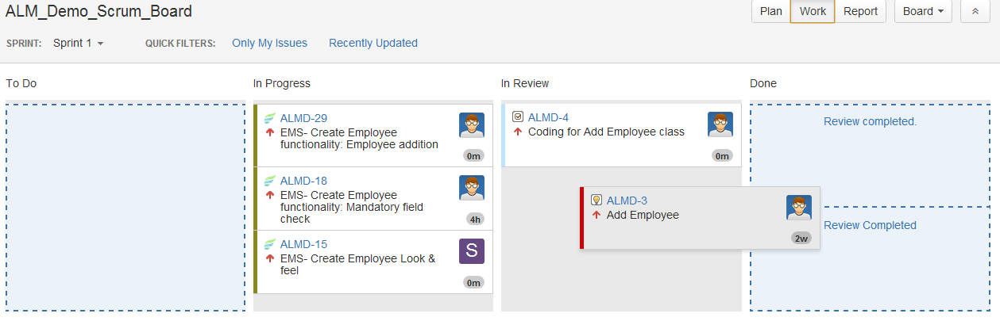 ALM_Demo_Scrum_Board
Plan
Work
Report
Board
SPRINT:
Sprint 1
QUICK FILTERS:
Only My Issues
Recently Updated
To Do
In Progress
In Review
Done
ALMD-29
EMS- Create Employee
functionality: Employee addition
0m
ALMD-18
EMS- Create Employee
functionality: Mandatory field
check
4h
ALMD-15
S
EMS- Create Employee Look &
feel
0m
ALMD-4
Coding for Add Employee class
0m
ALMD-3
Add Employee
2w
Review completed.
Review Completed